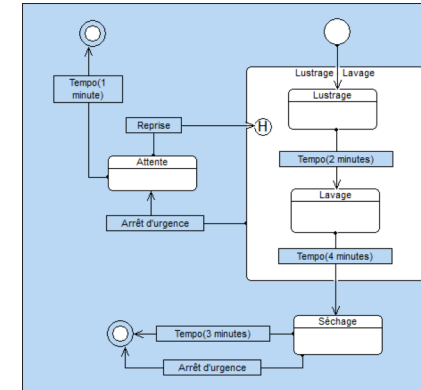 Tempo(1
minute)
Lustrage Lavage
Lustrage
Reprise
H
Attente
Tempo(2 minutes)
Lavage
Arrêt d'urgence
Tempo(4 minutes)
Séchage
Tempo(3 minutes)
Arrêt d'urgence